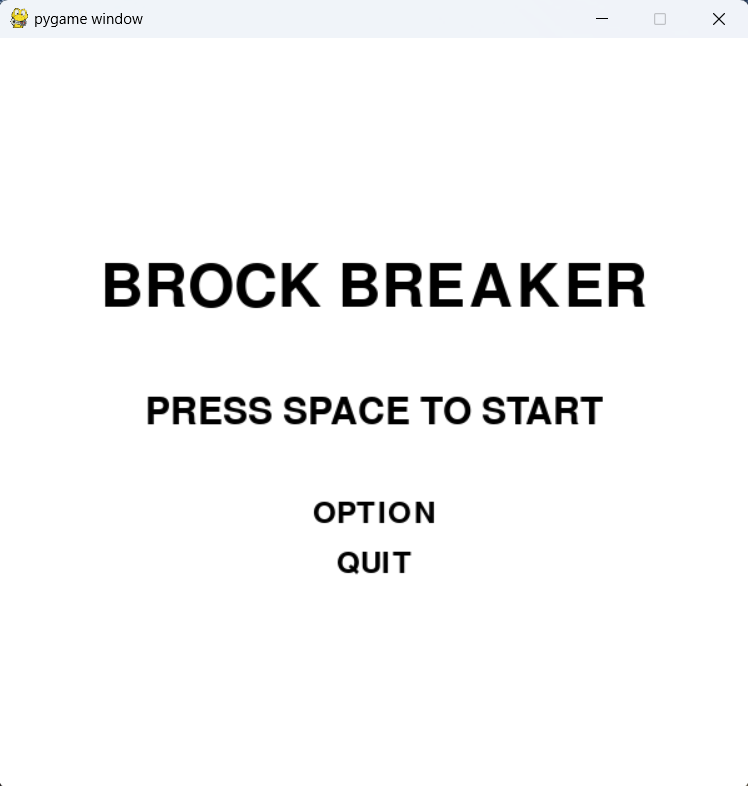 pygame window
BROCK BREAKER
PRESS SPACE TO START
OPTION
QUIT